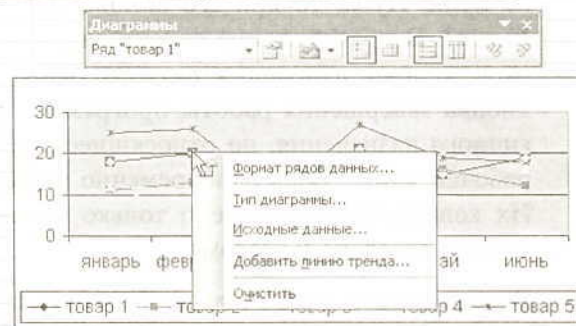 Диаграммы
Ряд "товар 1"
30
20
10
0
Формат рядов данных...
Тип диаграммы...
Исходные данные...
Добавить линию тренда...
Очистить
январь февр ай июнь
товар 1 4 товар 5